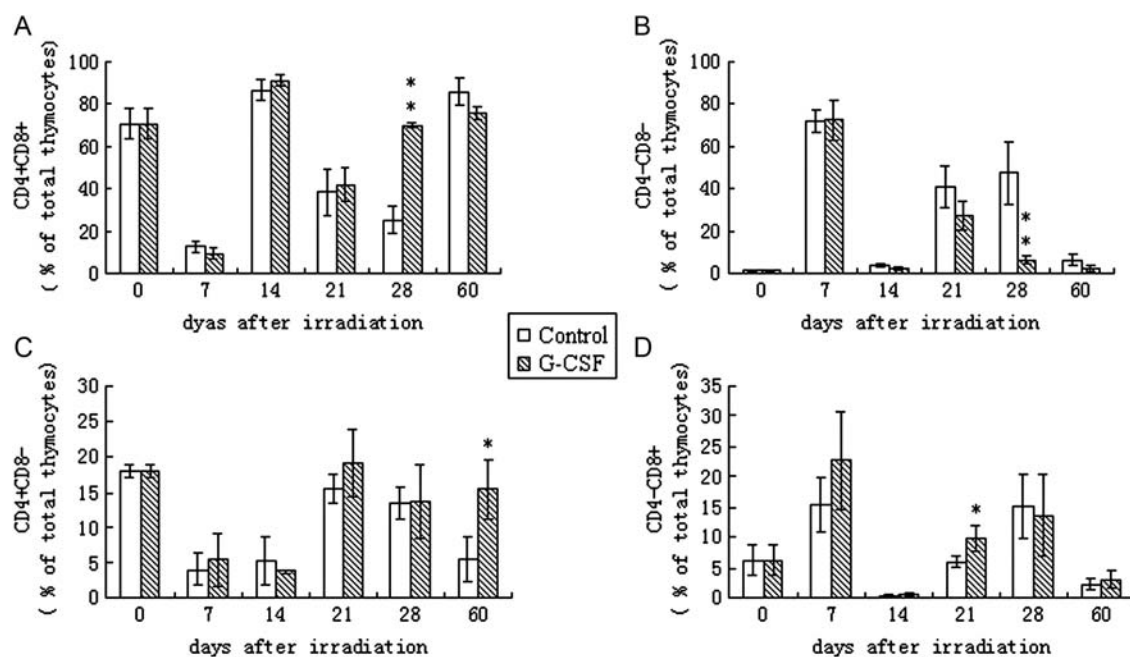 A
CD4+CD8+
( % of total thymocytes)
100
80
60
40
20
0
* *
0 7 14 21 28 60
dyas after irradiation
B
CD4-CD8-
( % of total thymocytes)
100
80
60
40
20
0
* *
0 7 14 21 28 60
days after irradiation
Control
G-CSF
C
CD4+CD8-
( % of total thymocytes)
30
25
20
15
10
5
0
*
0 7 14 21 28 60
days after irradiation
D
CD4-CD8+
( % of total thymocytes)
35
30
25
20
15
10
5
0
*
0 7 14 21 28 60
days after irradiation